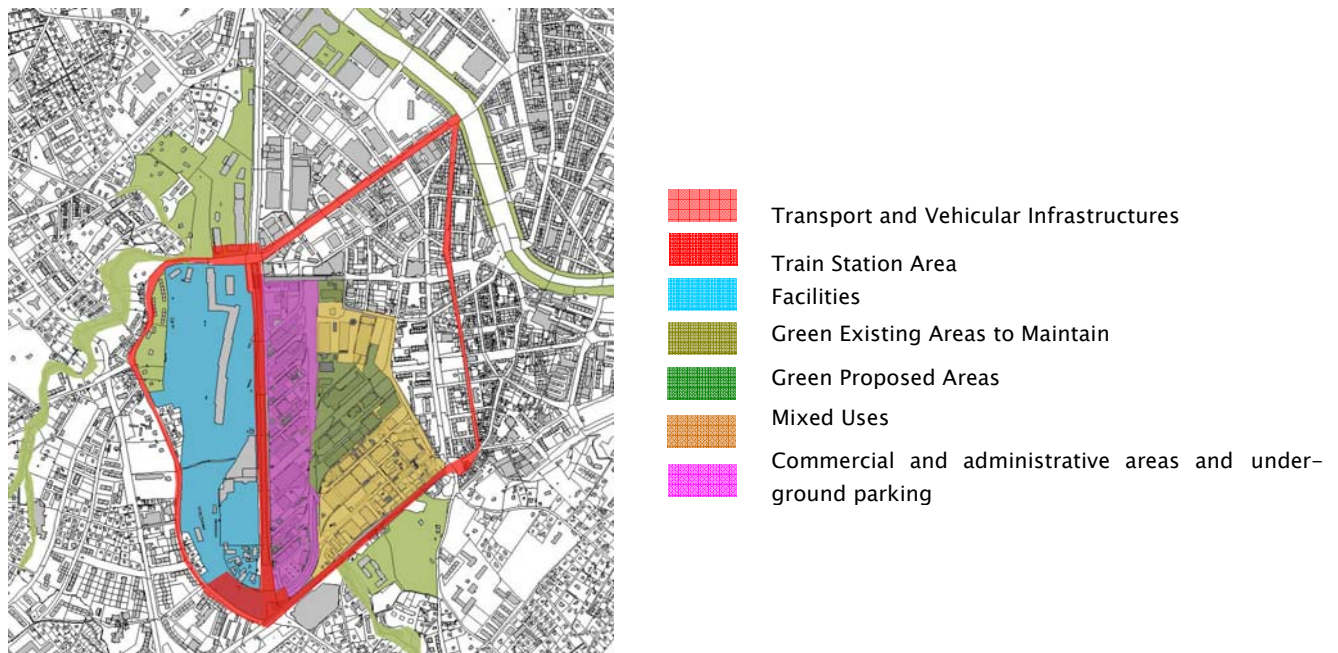 Transport and Vehicular Infrastructures
Train Station Area
Facilities
Green Existing Areas to Maintain
Green Proposed Areas
Mixed Uses
Commercial and administrative areas and under-
ground parking